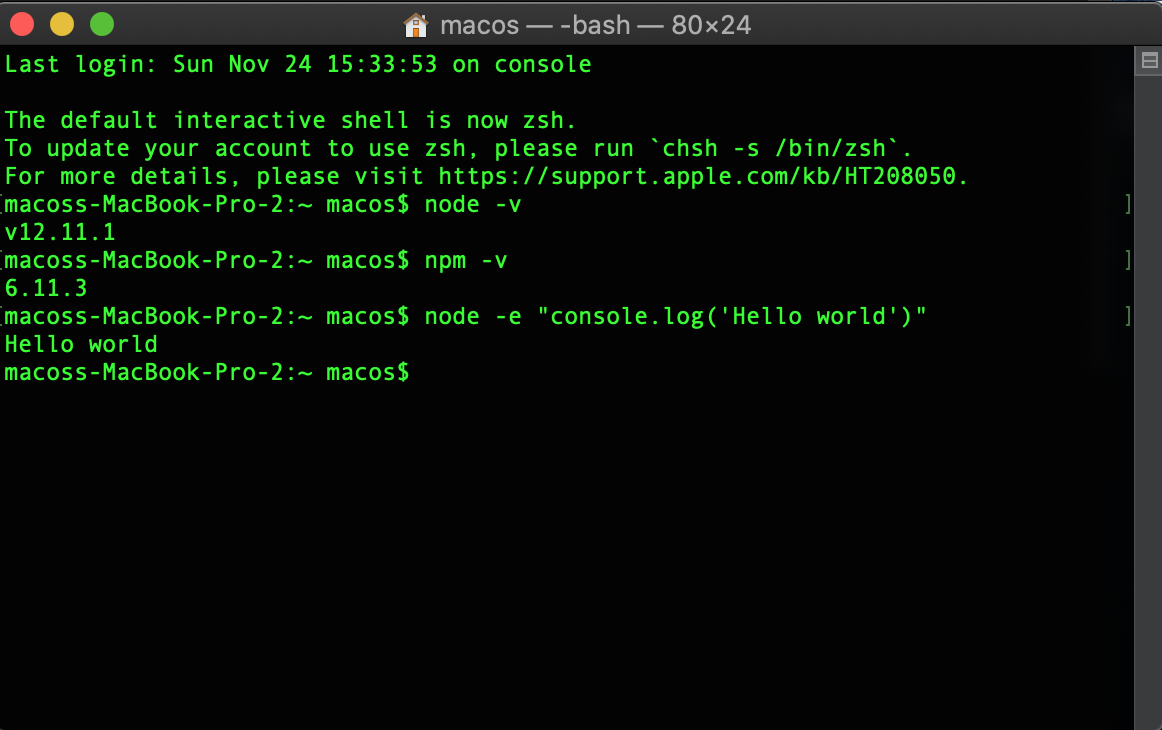 macos — -bash — 80×24
Last login: Sun Nov 24 15:33:53 on console
The default interactive shell is now zsh.
To update your account to use zsh, please run `chsh -s /bin/zsh`.
For more details, please visit https://support.apple.com/kb/HT208050.
[macoss-MacBook-Pro-2:~ macos$ node -v ]
v12.11.1
[macoss-MacBook-Pro-2:~ macos$ npm -v ]
6.11.3
[macoss-MacBook-Pro-2:~ macos$ node -e "console.log('Hello world')" ]
Hello world
macoss-MacBook-Pro-2:~ macos$